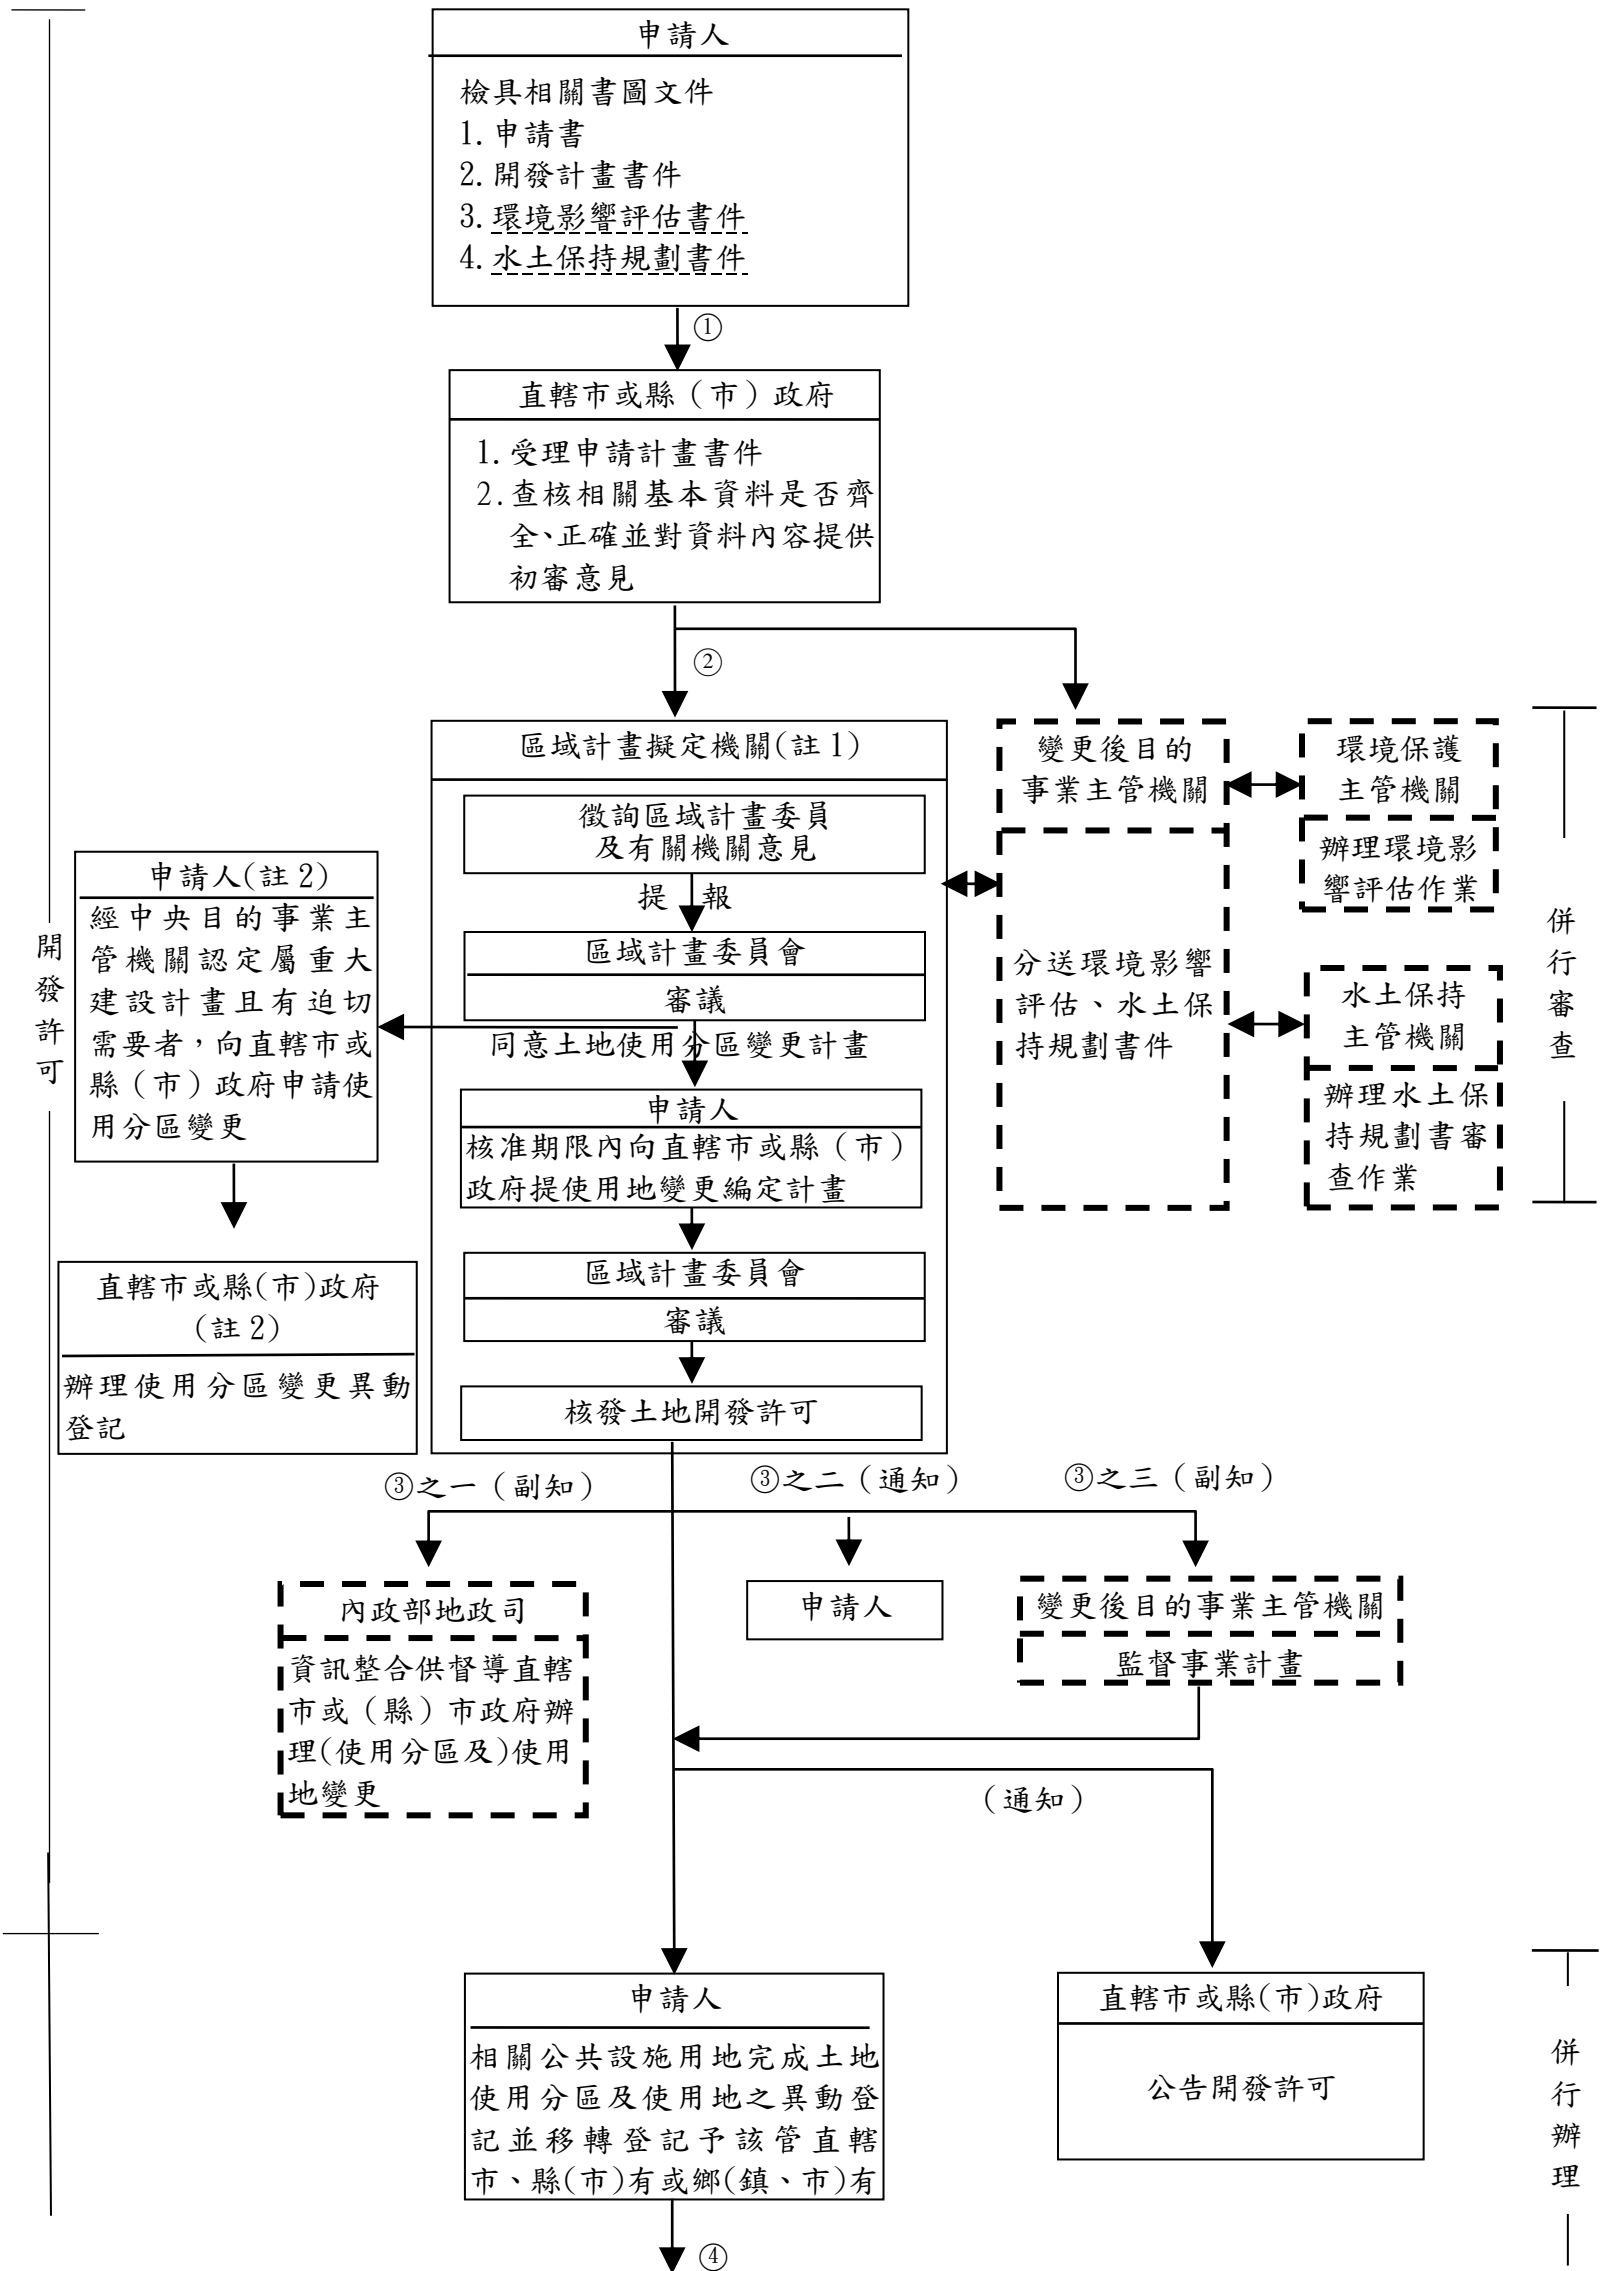 申請人
檢具相關書圖文件
1.申請書
2.開發計畫書件
3.環境影響評估書件
4.水土保持規劃書件
①
直轄市或縣（市）政府
1.受理申請計畫書件
2.查核相關基本資料是否齊
全、正確並對資料內容提供
初審意見
②
區域計畫擬定機關(註1)
徵詢區域計畫委員
及有關機關意見
提 報
區域計畫委員會
審議
同意土地使用分區變更計畫
申請人
核准期限內向直轄市或縣（市）
政府提使用地變更編定計畫
區域計畫委員會
審議
核發土地開發許可
變更後目的
事業主管機關
分送環境影響
評估、水土保
持規劃書件
環境保護
主管機關
辦理環境影
響評估作業
水土保持
主管機關
辦理水土保
持規劃書審
查作業
併
行
審
查
開
發
許
可
申請人(註2)
經中央目的事業主
管機關認定屬重大
建設計畫且有迫切
需要者，向直轄市或
縣（市）政府申請使
用分區變更
直轄市或縣(市)政府
(註2)
辦理使用分區變更異動
登記
③之一（副知）
③之二（通知）
③之三（副知）
內政部地政司
資訊整合供督導直轄
市或（縣）市政府辦
理(使用分區及)使用
地變更
申請人
變更後目的事業主管機關
監督事業計畫
（通知）
申請人
相關公共設施用地完成土地
使用分區及使用地之異動登
記並移轉登記予該管直轄
市、縣(市)有或鄉(鎮、市)有
直轄市或縣(市)政府
公告開發許可
併
行
辦
理
④